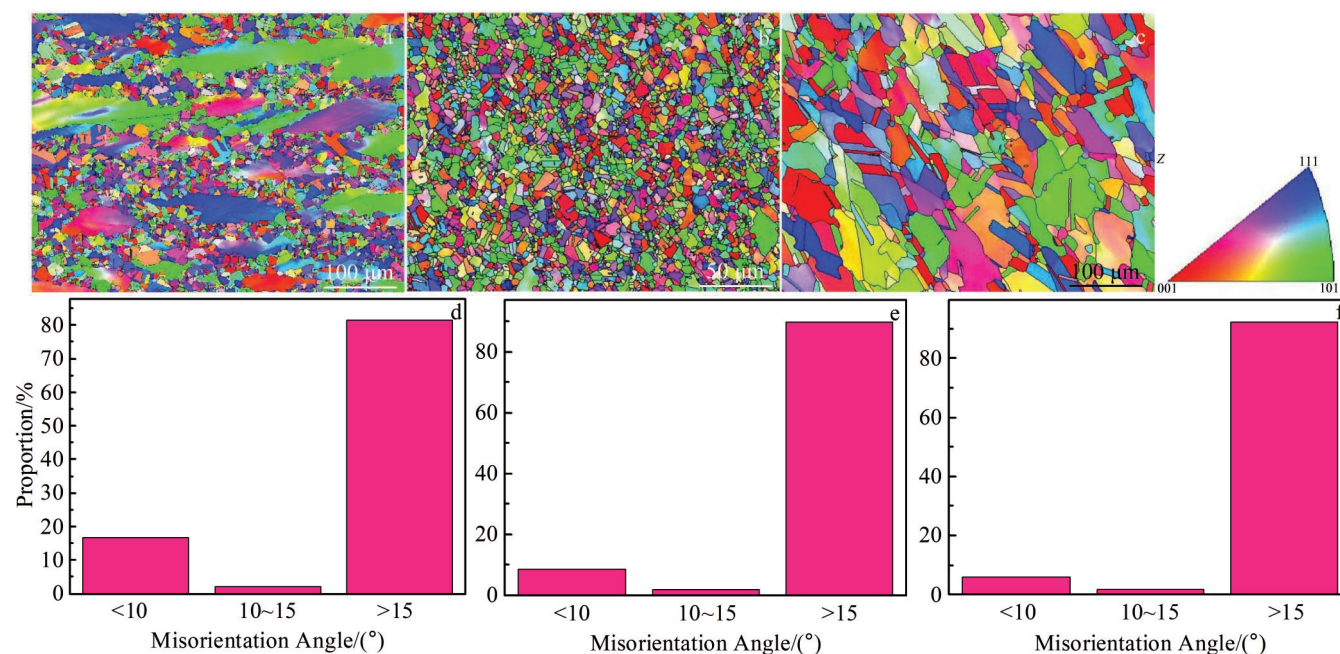 a
b
c
100 μm
50 μm
100 μm
Z
111
001
101
d
e
f
Proportion/%
80
70
60
50
40
30
20
10
0
<10
10~15
>15
Misorientation Angle/(°)
80
60
40
20
0
<10
10~15
>15
Misorientation Angle/(°)
80
60
40
20
0
<10
10~15
>15
Misorientation Angle/(°)